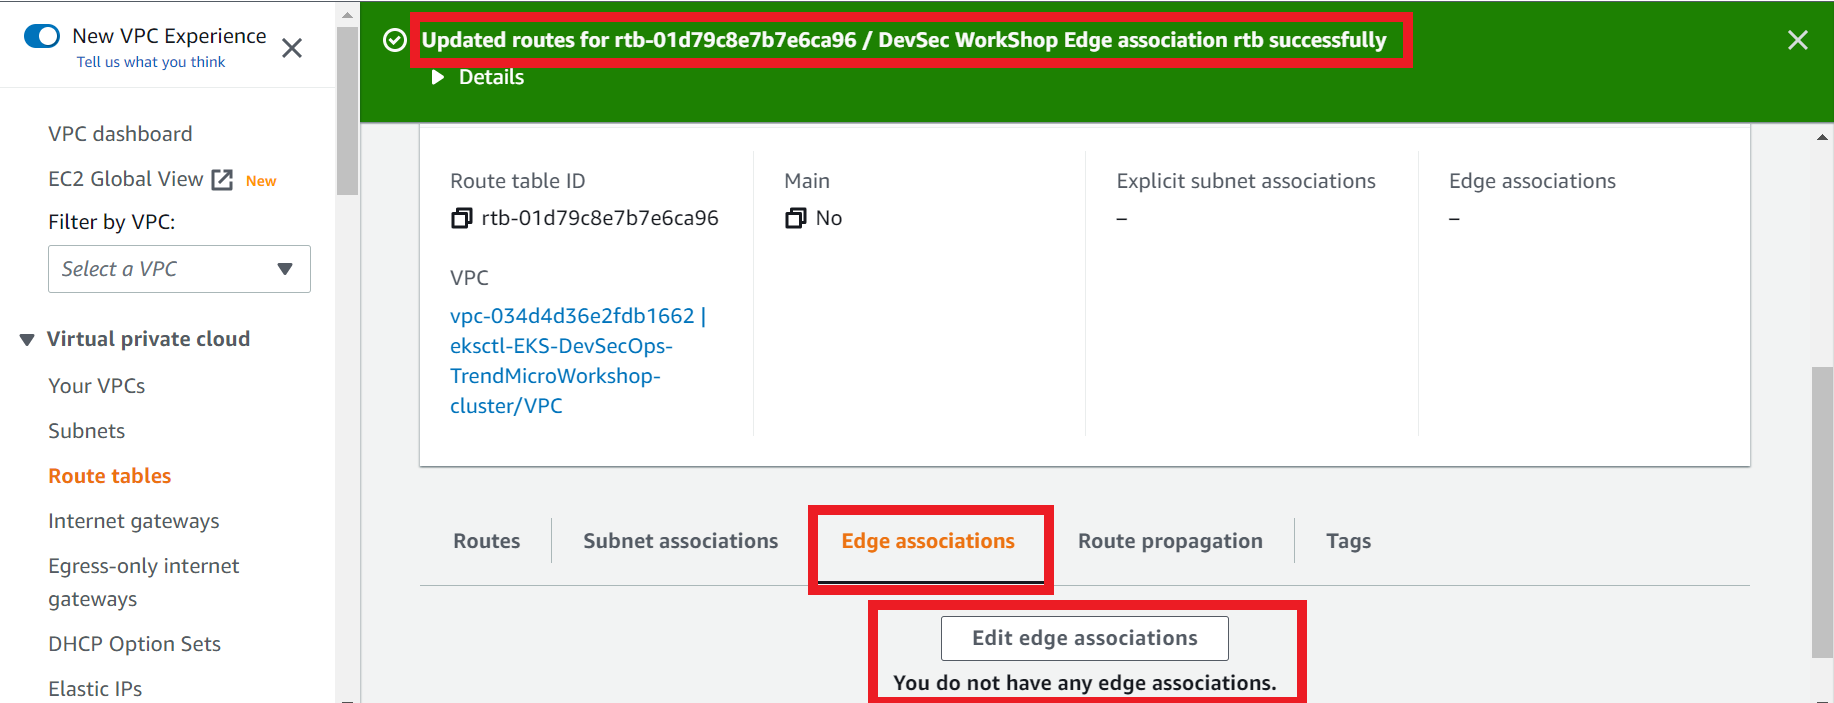 New VPC Experience
Tell us what you think
VPC dashboard
EC2 Global View New
Filter by VPC:
Select a VPC
Virtual private cloud
Your VPCs
Subnets
Route tables
Internet gateways
Egress-only internet
gateways
DHCP Option Sets
Elastic IPs
Updated routes for rtb-01d79c8e7b7e6ca96 / DevSec WorkShop Edge association rtb successfully
Details
Route table ID
rtb-01d79c8e7b7e6ca96
Main
No
Explicit subnet associations
–
Edge associations
–
VPC
vpc-034d4d36e2fdb1662 |
eksctl-EKS-DevSecOps-
TrendMicroWorkshop-
cluster/VPC
Routes Subnet associations Edge associations Route propagation Tags
Edit edge associations
You do not have any edge associations.